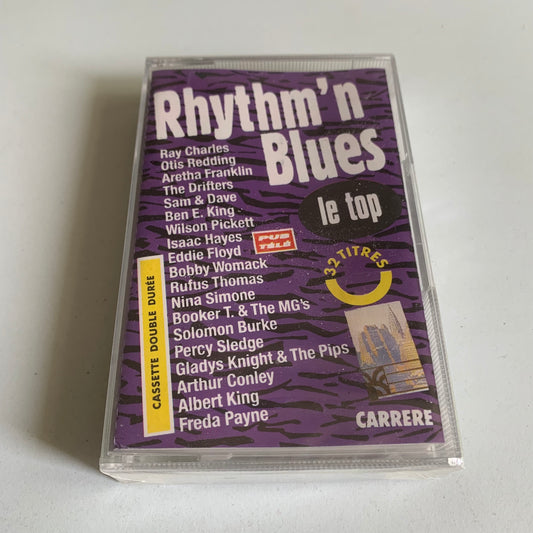 Rhythm'n
Blues
le top
Ray Charles
Otis Redding
Aretha Franklin
The Drifters
Sam & Dave
Ben E. King
Wilson Pickett
Isaac Hayes
Eddie Floyd
Bobby Womack
Rufus Thomas
Nina Simone
Booker T. & The MG's
Solomon Burke
Percy Sledge
Gladys Knight & The Pips
Arthur Conley
Albert King
Freda Payne
PUB
TÉLÉ
32 TITRES
CASSETTE DOUBLE DURÉE
CARRERE